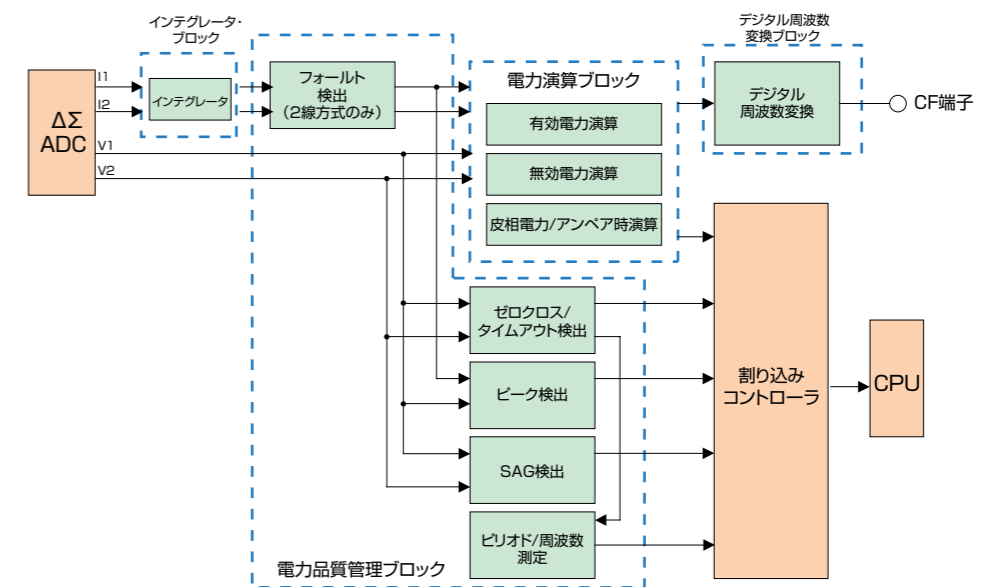 インテグレータ・
ブロック
デジタル周波数
変換ブロック
ΔΣ
ADC
I1
I2
V1
V2
インテグレータ
フォールト
検出
（2線方式のみ）
電力演算ブロック
有効電力演算
無効電力演算
皮相電力/アンペア時演算
デジタル
周波数変換
CF端子
ゼロクロス/
タイムアウト検出
ピーク検出
SAG検出
ピリオド/周波数
測定
割り込み
コントローラ
CPU
電力品質管理ブロック